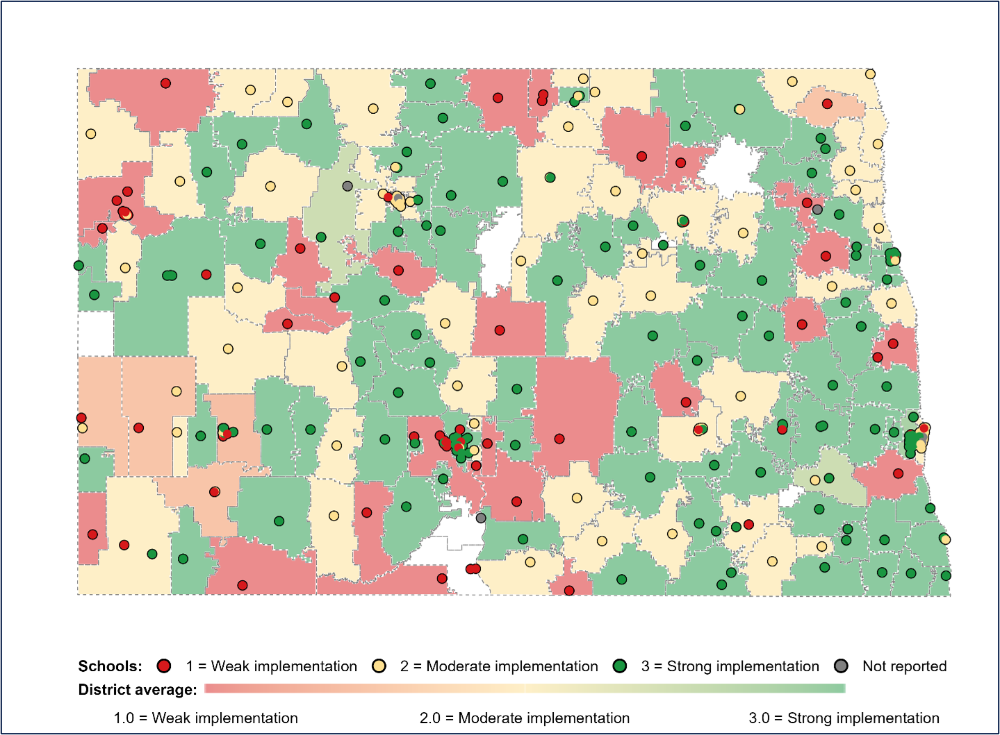 Schools: 1 = Weak implementation 2 = Moderate implementation 3 = Strong implementation Not reported
District average:
1.0 = Weak implementation 2.0 = Moderate implementation 3.0 = Strong implementation